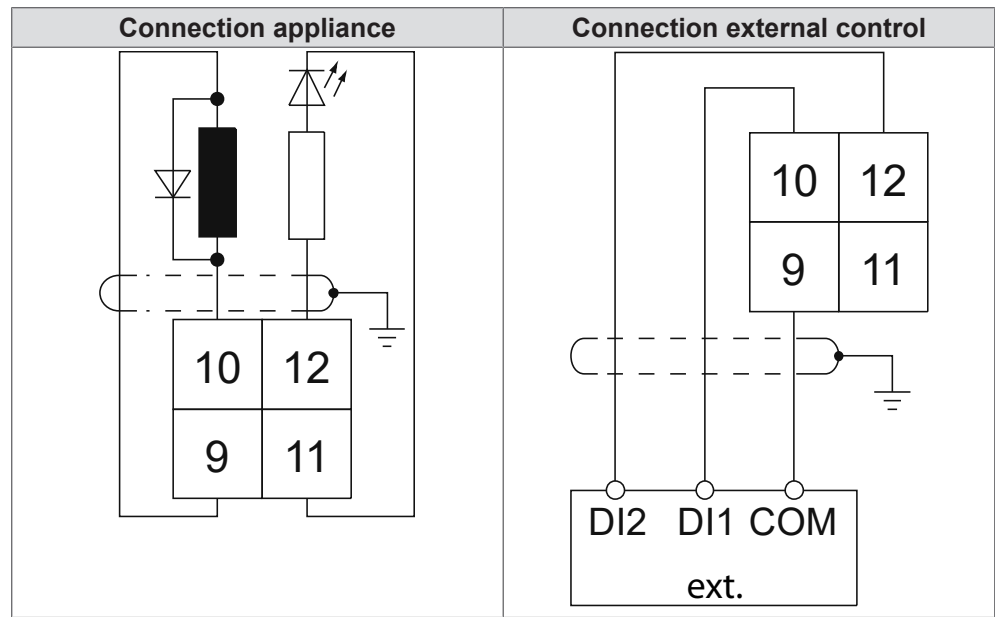 Connection appliance
Connection external control
10 12
9 11
10 12
9 11
DI2 DI1 COM
ext.